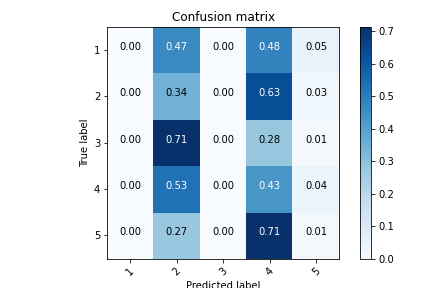 Confusion matrix
1 0.00 0.47 0.00 0.48 0.05
2 0.00 0.34 0.00 0.63 0.03
3 0.71 0.00 0.28 0.01 0.00
4 0.00 0.53 0.00 0.43 0.04
5 0.00 0.27 0.00 0.71 0.01
1 2 3 4 5
True label
Predicted label
0.7
0.6
0.5
0.4
0.3
0.2
0.1
0.0